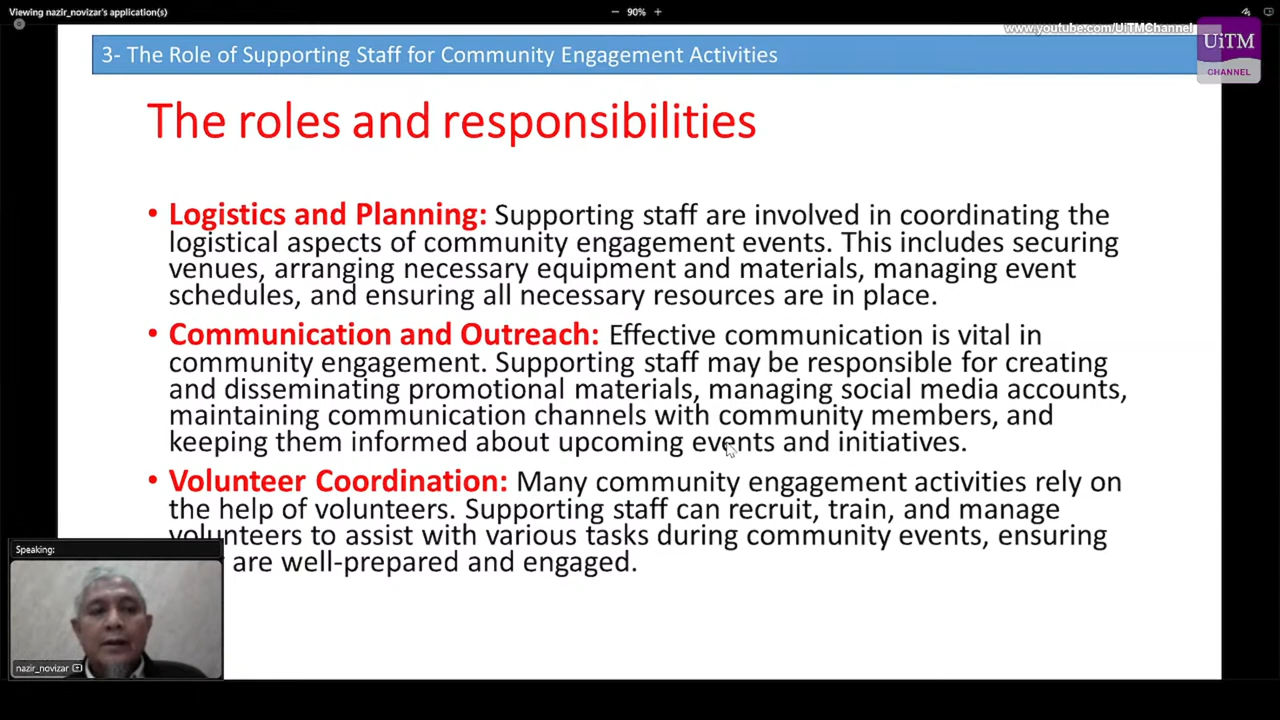 Viewing nazir_novizar's application(s)
− 90% +
www.youtube.com/UiTMChannel
UiTM
CHANNEL
3- The Role of Supporting Staff for Community Engagement Activities
The roles and responsibilities
• Logistics and Planning: Supporting staff are involved in coordinating the
logistical aspects of community engagement events. This includes securing
venues, arranging necessary equipment and materials, managing event
schedules, and ensuring all necessary resources are in place.
• Communication and Outreach: Effective communication is vital in
community engagement. Supporting staff may be responsible for creating
and disseminating promotional materials, managing social media accounts,
maintaining communication channels with community members, and
keeping them informed about upcoming events and initiatives.
• Volunteer Coordination: Many community engagement activities rely on
the help of volunteers. Supporting staff can recruit, train, and manage
volunteers to assist with various tasks during community events, ensuring
are well-prepared and engaged.
Speaking:
nazir_novizar